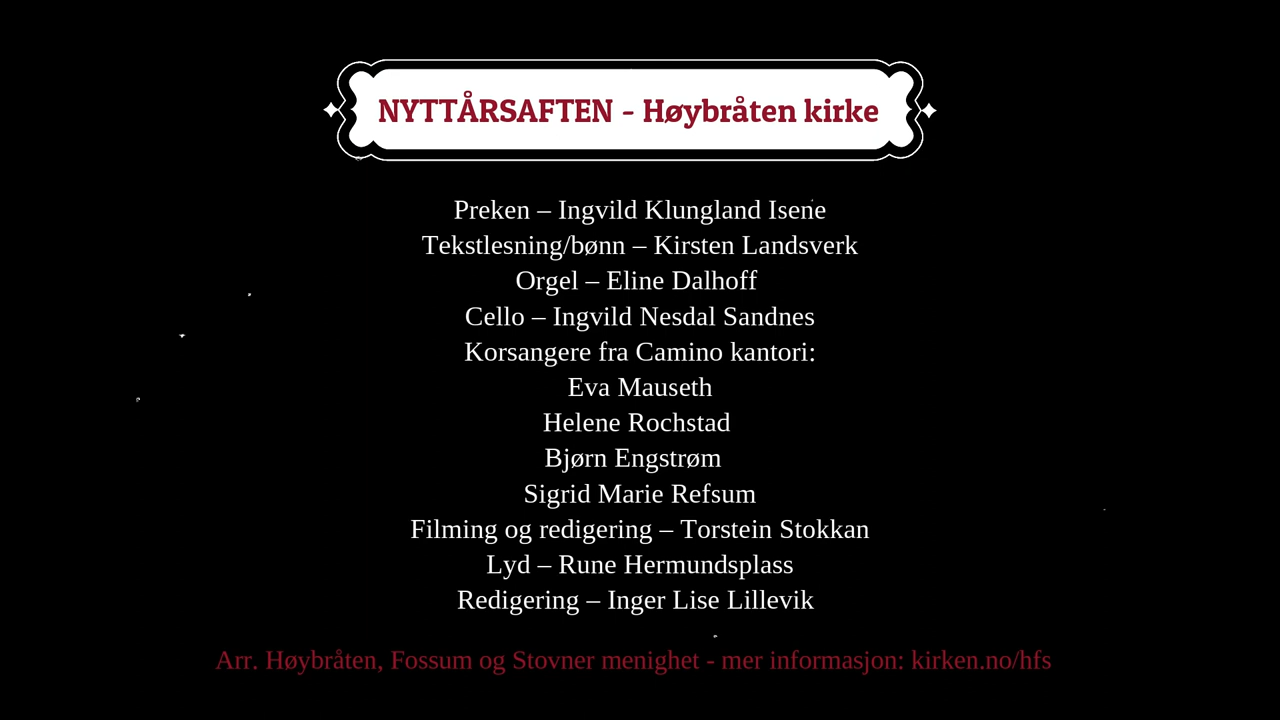 NYTTÅRSAFTEN - Høybråten kirke
Preken – Ingvild Klungland Isene
Tekstlesning/bønn – Kirsten Landsverk
Orgel – Eline Dalhoff
Cello – Ingvild Nesdal Sandnes
Korsangere fra Camino kantori:
Eva Mauseth
Helene Rochstad
Bjørn Engstrøm
Sigrid Marie Refsum
Filming og redigering – Torstein Stokkan
Lyd – Rune Hermundsplass
Redigering – Inger Lise Lillevik
Arr. Høybråten, Fossum og Stovner menighet - mer informasjon: kirken.no/hfs